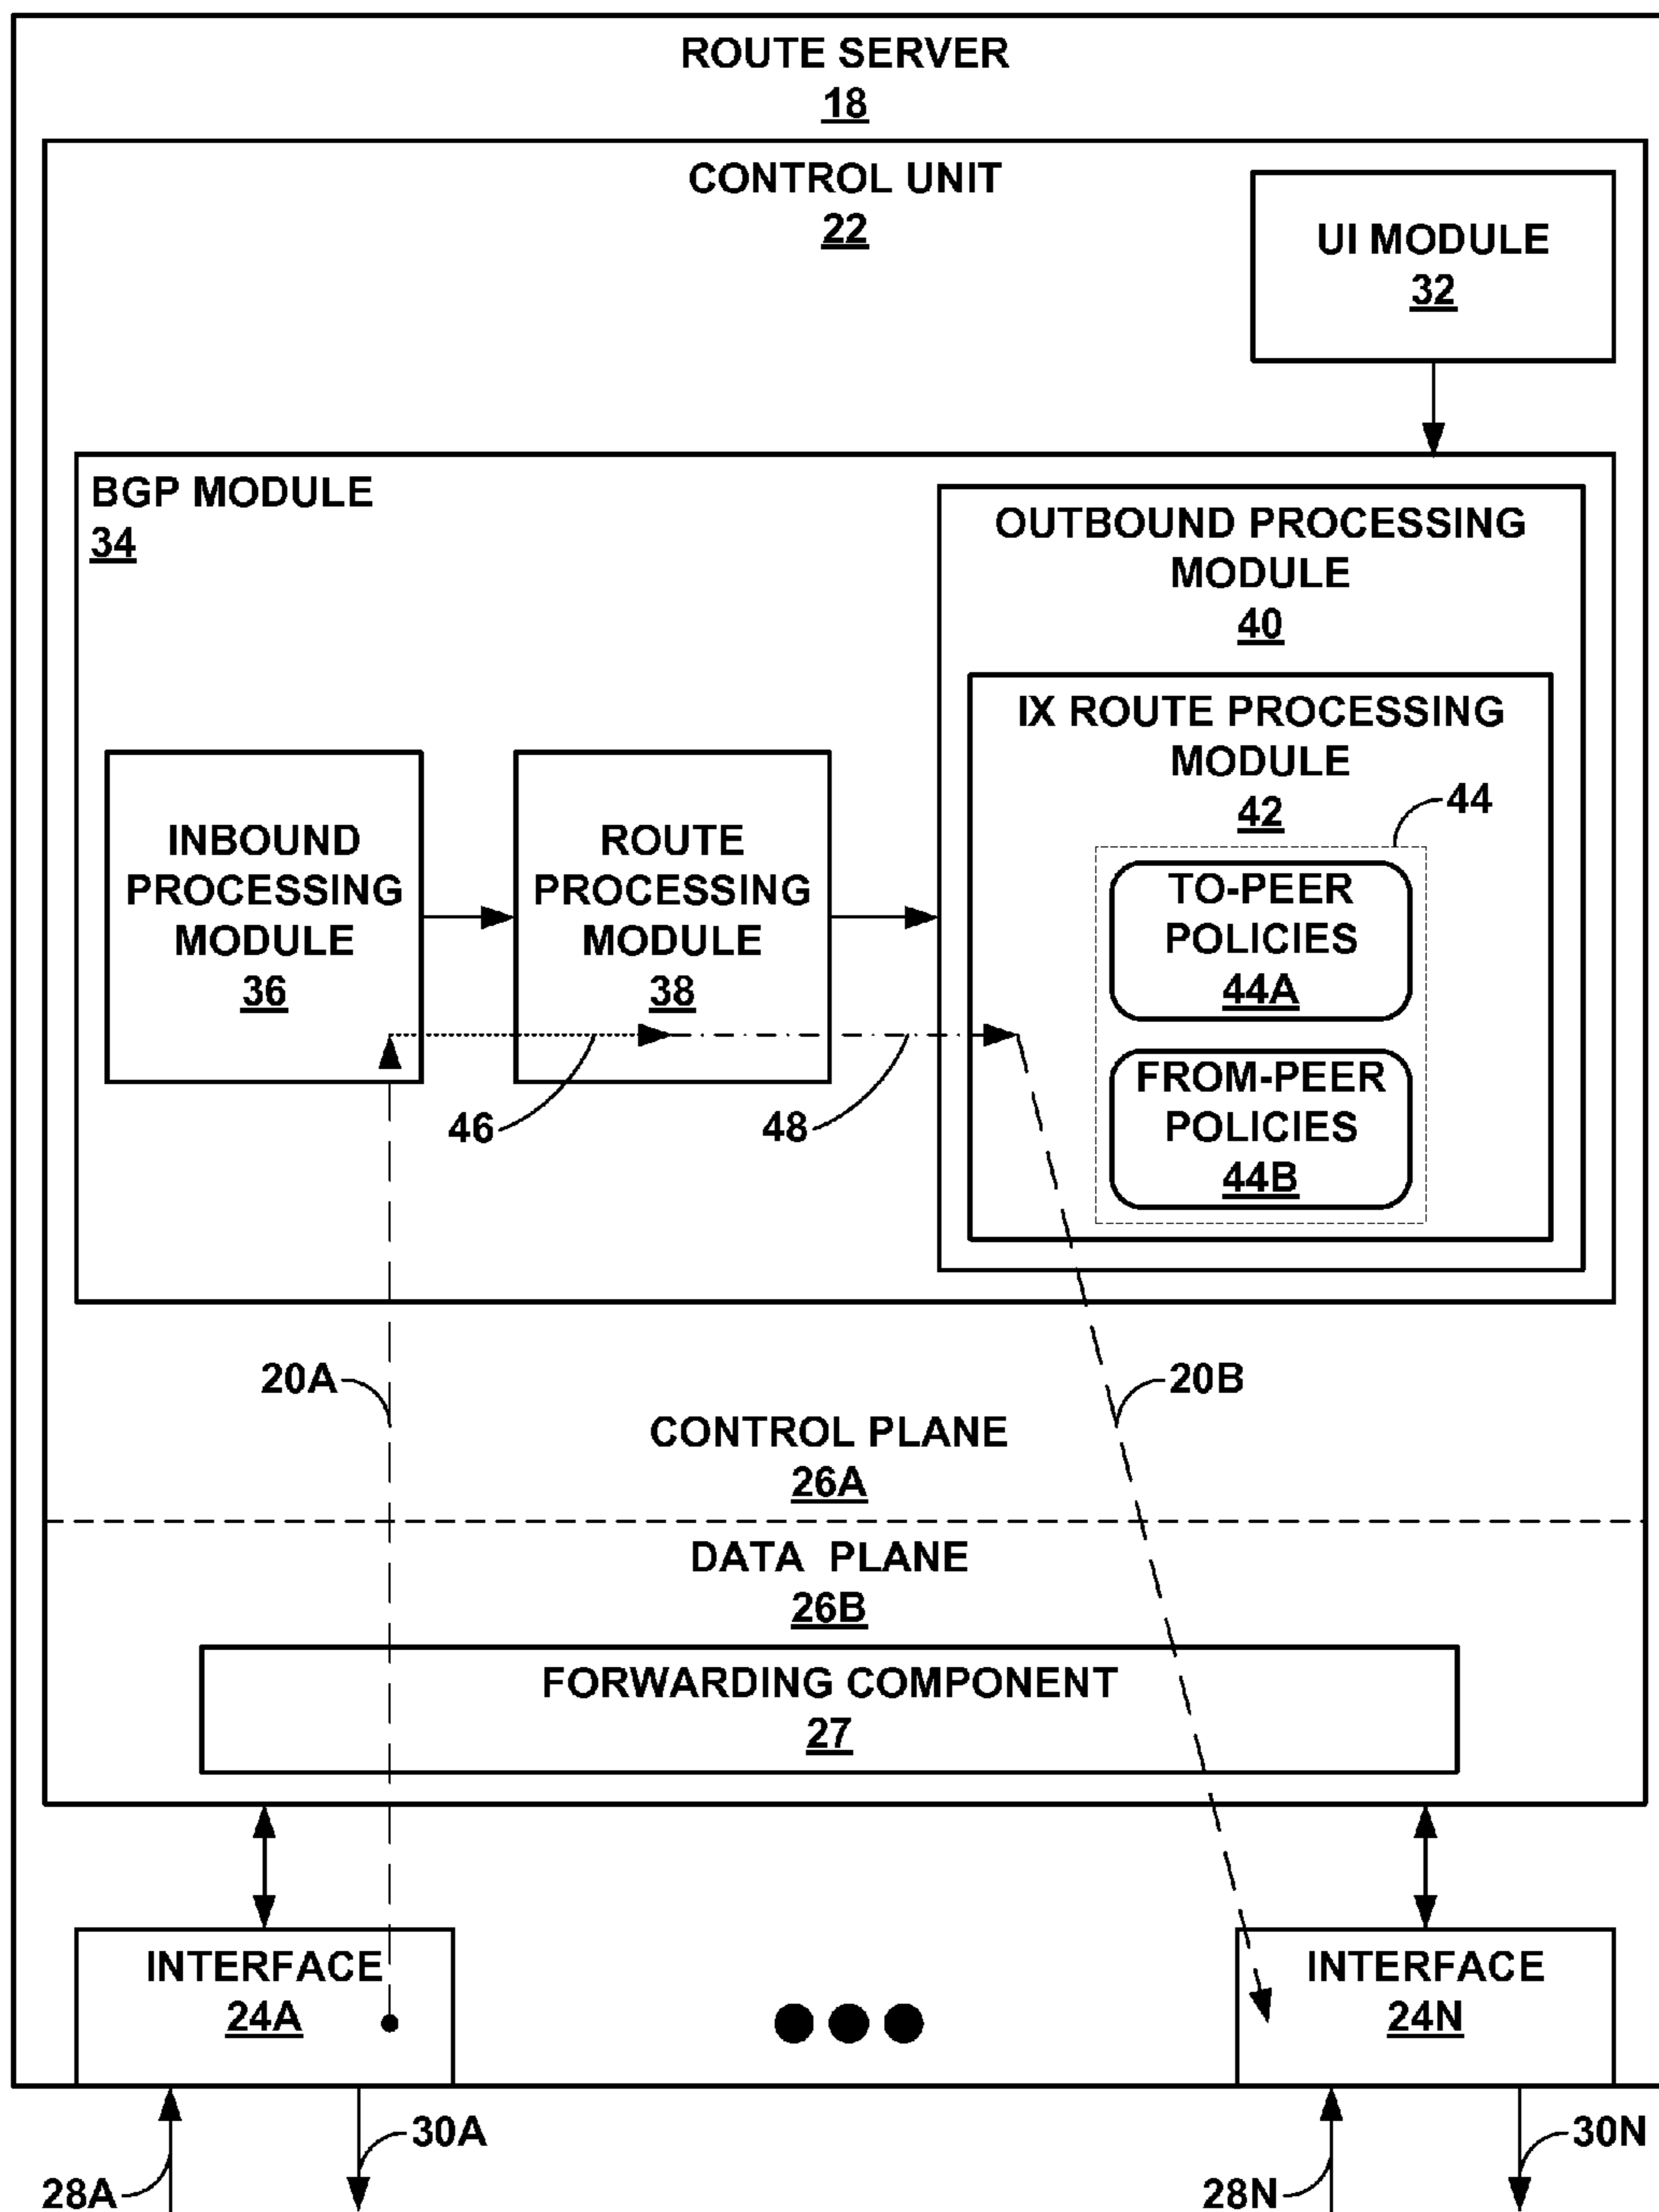 ROUTE SERVER
18
CONTROL UNIT
22
UI MODULE
32
BGP MODULE
34
OUTBOUND PROCESSING
MODULE
40
IX ROUTE PROCESSING
MODULE
42
44
INBOUND
PROCESSING
MODULE
36
ROUTE
PROCESSING
MODULE
38
TO-PEER
POLICIES
44A
FROM-PEER
POLICIES
44B
46
48
20A
20B
CONTROL PLANE
26A
DATA PLANE
26B
FORWARDING COMPONENT
27
INTERFACE
24A
INTERFACE
24N
28A
30A
28N
30N